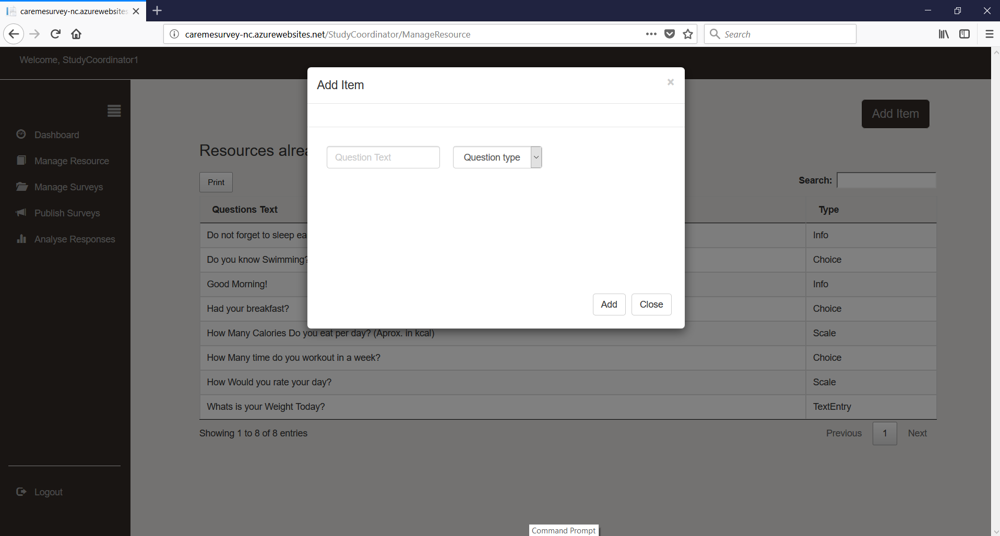 caremesurvey-nc.azurewebsites
caremesurvey-nc.azurewebsites.net/StudyCoordinator/ManageResource
Search
Welcome, StudyCoordinator1
Add Item
Add Item
Dashboard
Manage Resource
Manage Surveys
Publish Surveys
Analyse Responses
Logout
Resources alrea
Question Text
Question type
Print
Search:
Questions Text
Type
Do not forget to sleep ea
Info
Do you know Swimming?
Choice
Good Morning!
Info
Had your breakfast?
Choice
Add
Close
How Many Calories Do you eat per day? (Aprox. in kcal)
Scale
How Many time do you workout in a week?
Choice
How Would you rate your day?
Scale
Whats is your Weight Today?
TextEntry
Showing 1 to 8 of 8 entries
Previous
1
Next
Command Prompt